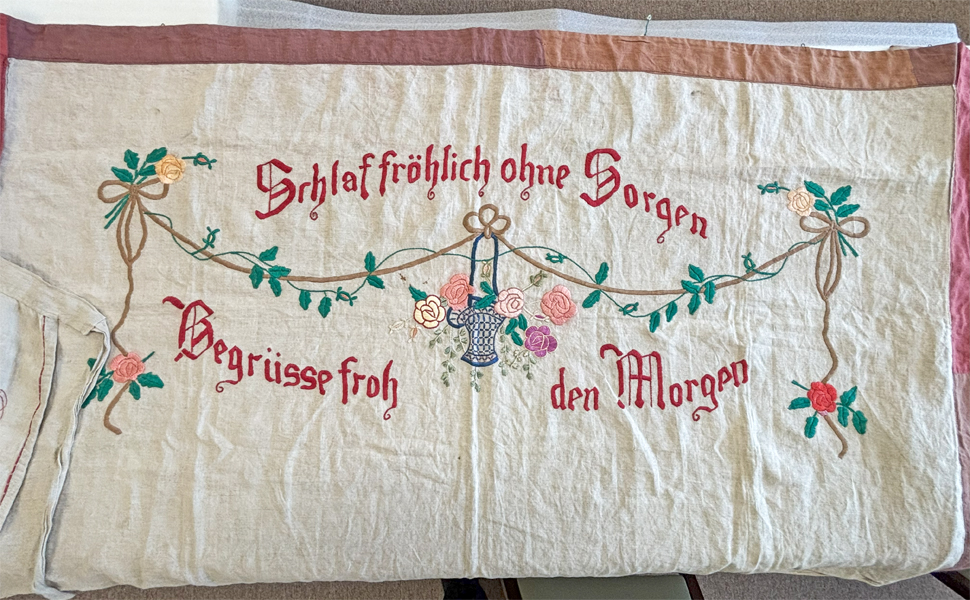 Schlaf fröhlich ohne Sorgen
Begrüsse froh den Morgen